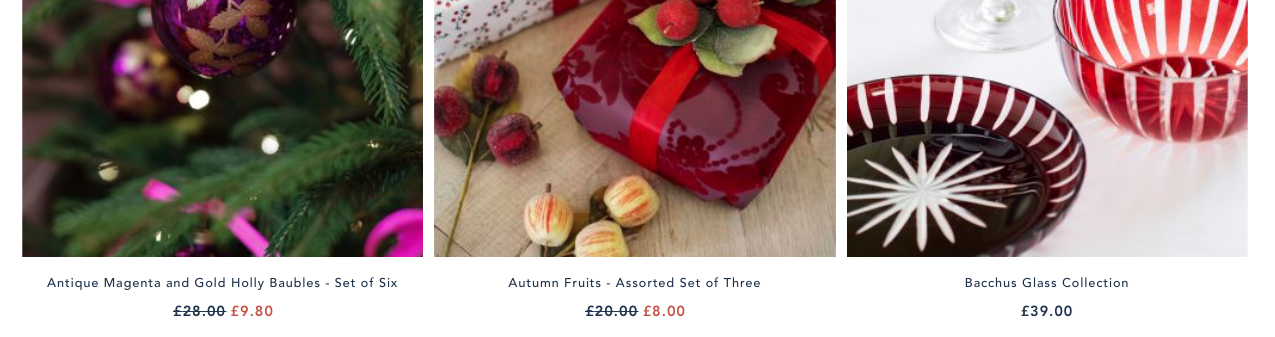 Antique Magenta and Gold Holly Baubles - Set of Six
£28.00 £9.80
Autumn Fruits - Assorted Set of Three
£20.00 £8.00
Bacchus Glass Collection
£39.00